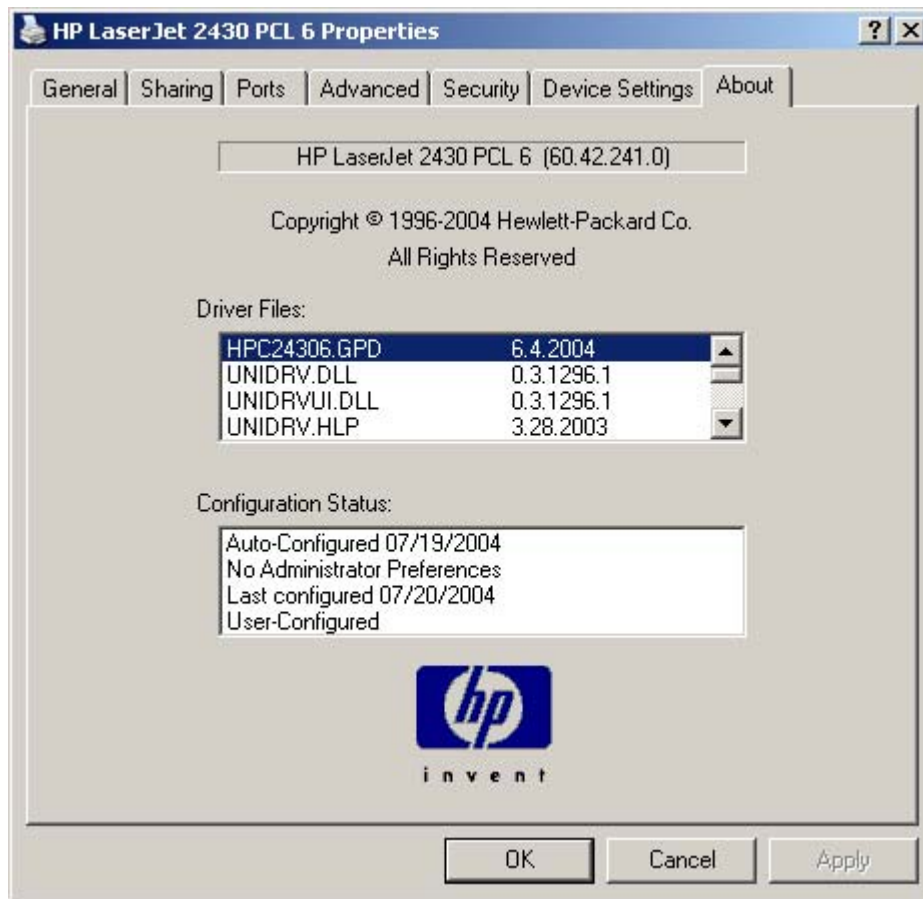 HP LaserJet 2430 PCL 6 Properties
?
General Sharing Ports Advanced Security Device Settings About
HP LaserJet 2430 PCL 6 (60.42.241.0)
Copyright © 1996-2004 Hewlett-Packard Co.
All Rights Reserved
Driver Files:
HPC24306.GPD 6.4.2004
UNIDRV.DLL 0.3.1296.1
UNIDRVUI.DLL 0.3.1296.1
UNIDRV.HLP 3.28.2003
Configuration Status:
Auto-Configured 07/19/2004
No Administrator Preferences
Last configured 07/20/2004
User-Configured
hp
invent
OK Cancel Apply